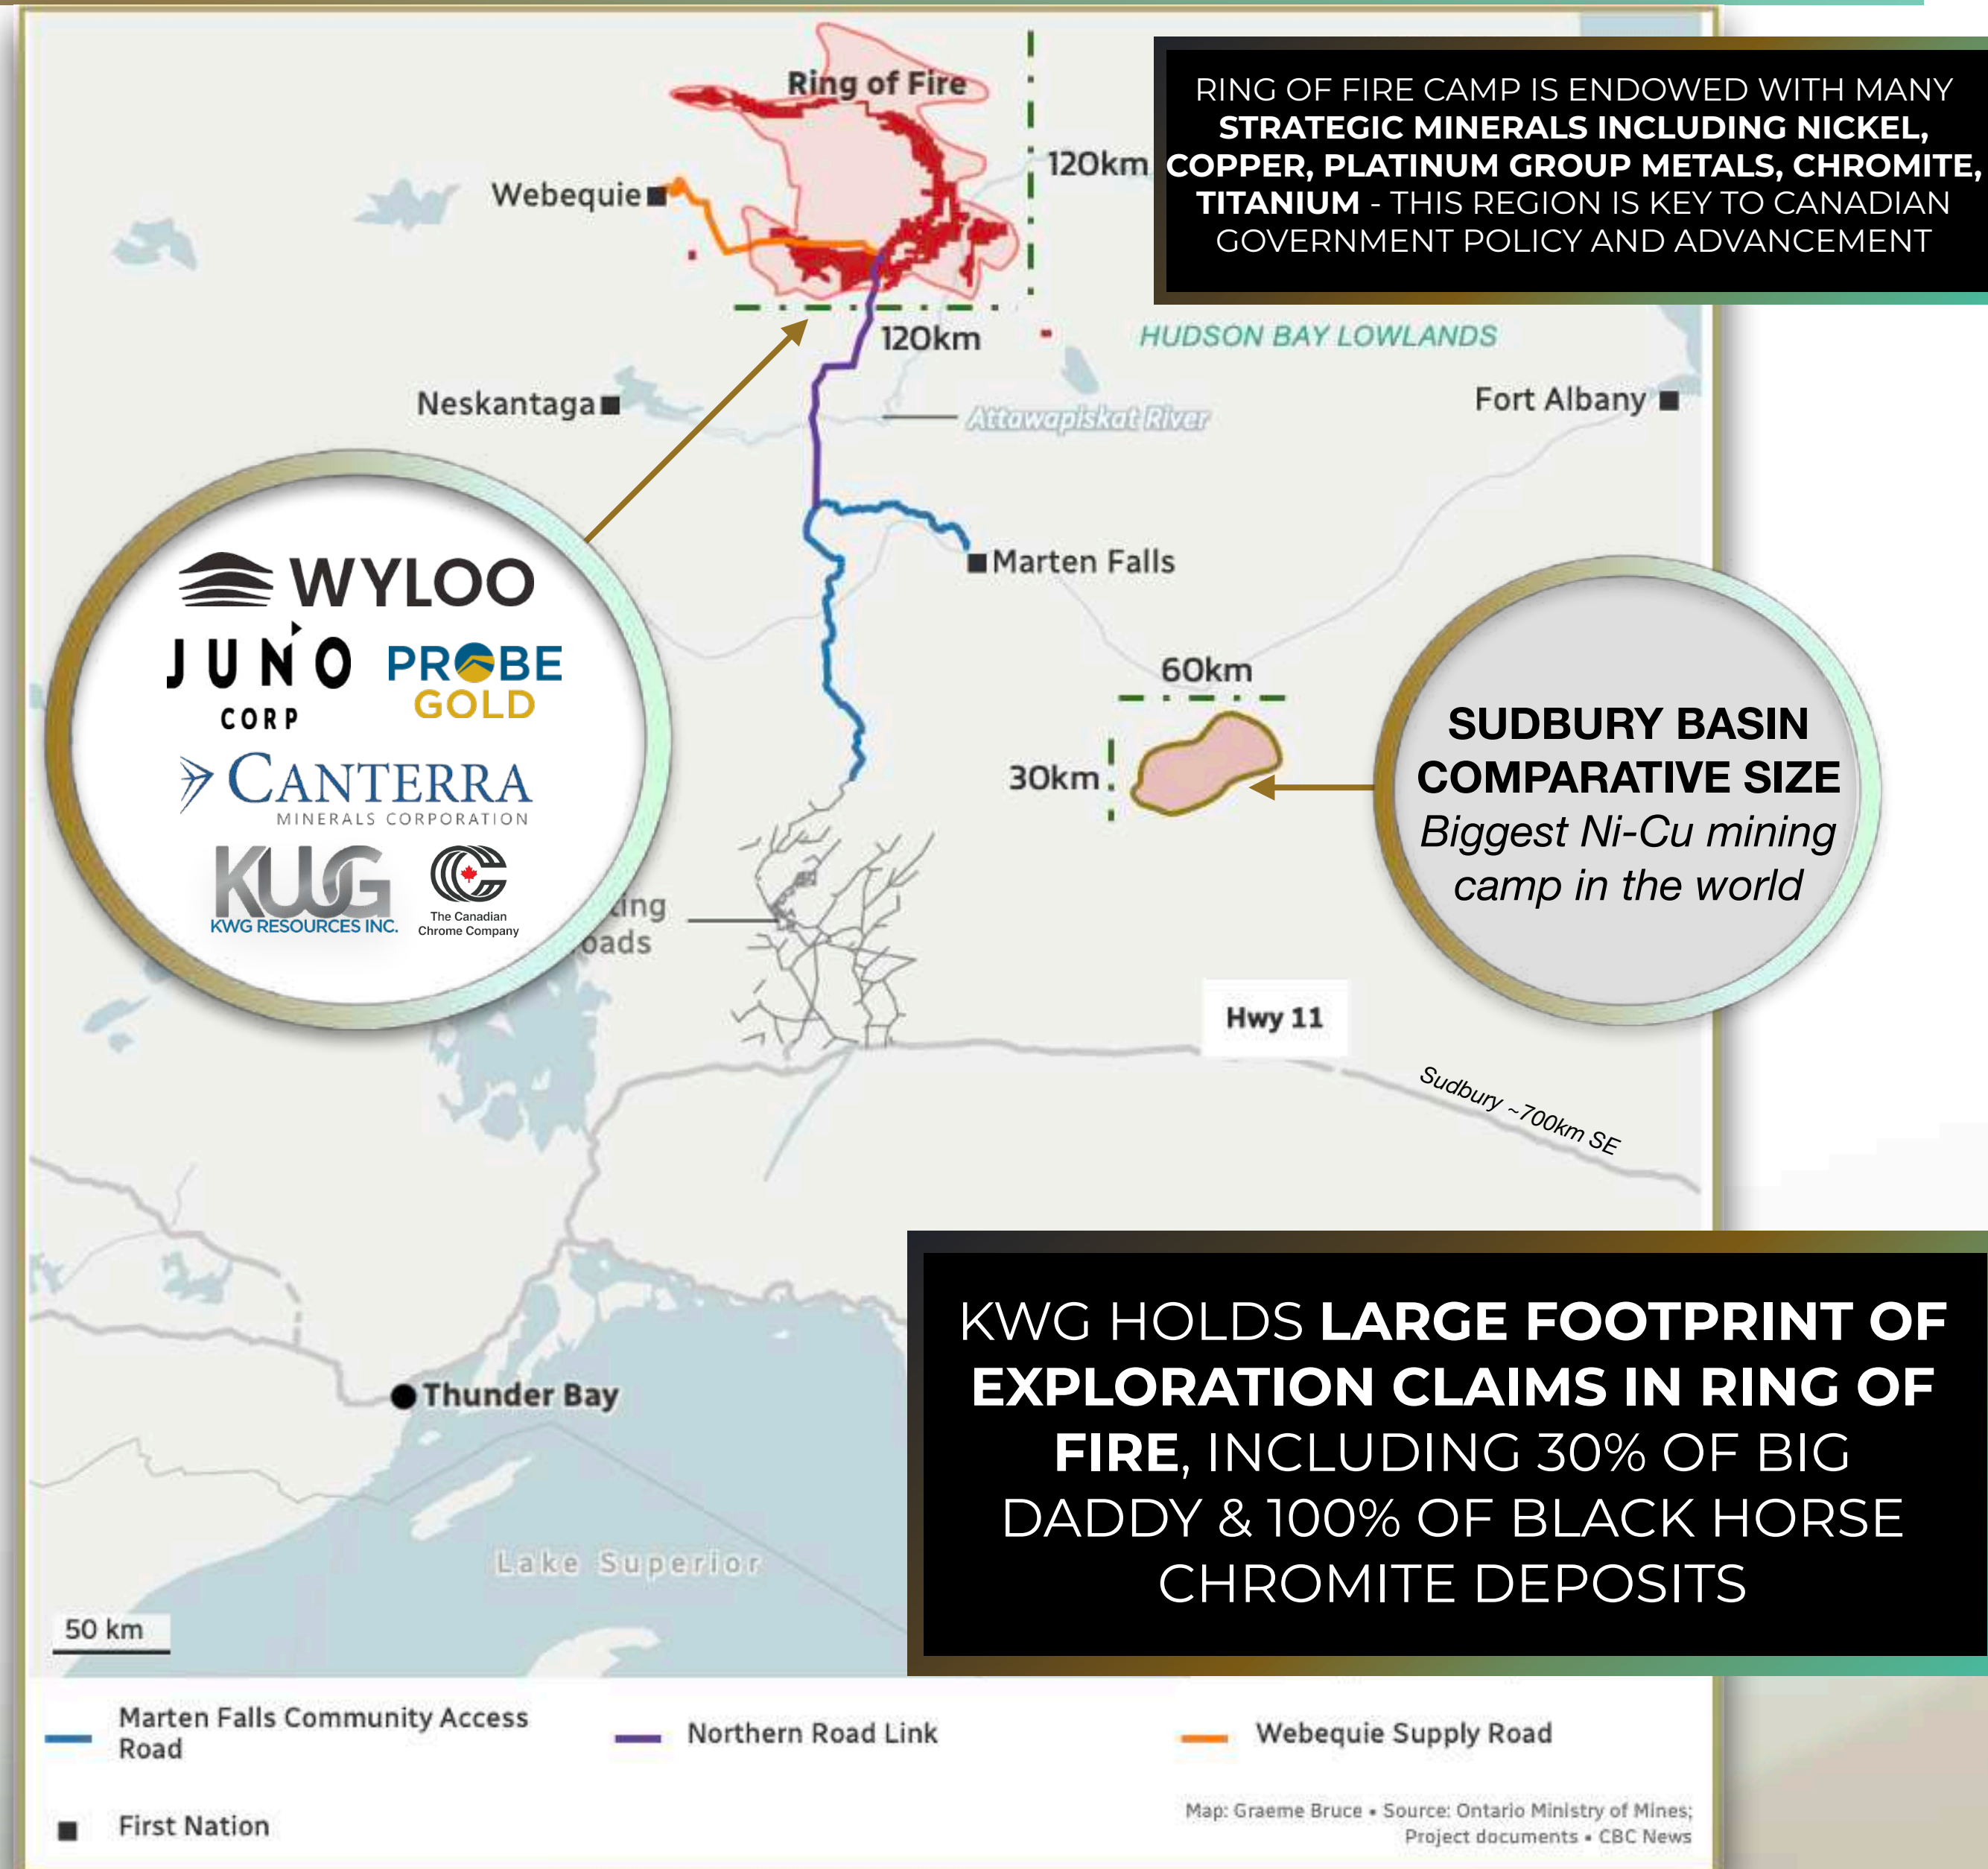 Ring of Fire
RING OF FIRE CAMP IS ENDOWED WITH MANY
STRATEGIC MINERALS INCLUDING NICKEL,
COPPER, PLATINUM GROUP METALS, CHROMITE,
TITANIUM - THIS REGION IS KEY TO CANADIAN
GOVERNMENT POLICY AND ADVANCEMENT
120km
Webequie
120km
HUDSON BAY LOWLANDS
Neskantaga
Attawapiskat River
Fort Albany
Marten Falls
WYLOO
JUNO
CORP
PROBE
GOLD
CANTERRA
MINERALS CORPORATION
KWG
KWG RESOURCES INC.
The Canadian
Chrome Company
60km
30km
SUDBURY BASIN
COMPARATIVE SIZE
Biggest Ni-Cu mining
camp in the world
ting
oads
Hwy 11
Sudbury ~700km SE
KWG HOLDS LARGE FOOTPRINT OF
EXPLORATION CLAIMS IN RING OF
FIRE, INCLUDING 30% OF BIG
DADDY & 100% OF BLACK HORSE
CHROMITE DEPOSITS
Thunder Bay
Lake Superior
50 km
Marten Falls Community Access
Road
Northern Road Link
Webequie Supply Road
First Nation
Map: Graeme Bruce • Source: Ontario Ministry of Mines;
Project documents • CBC News